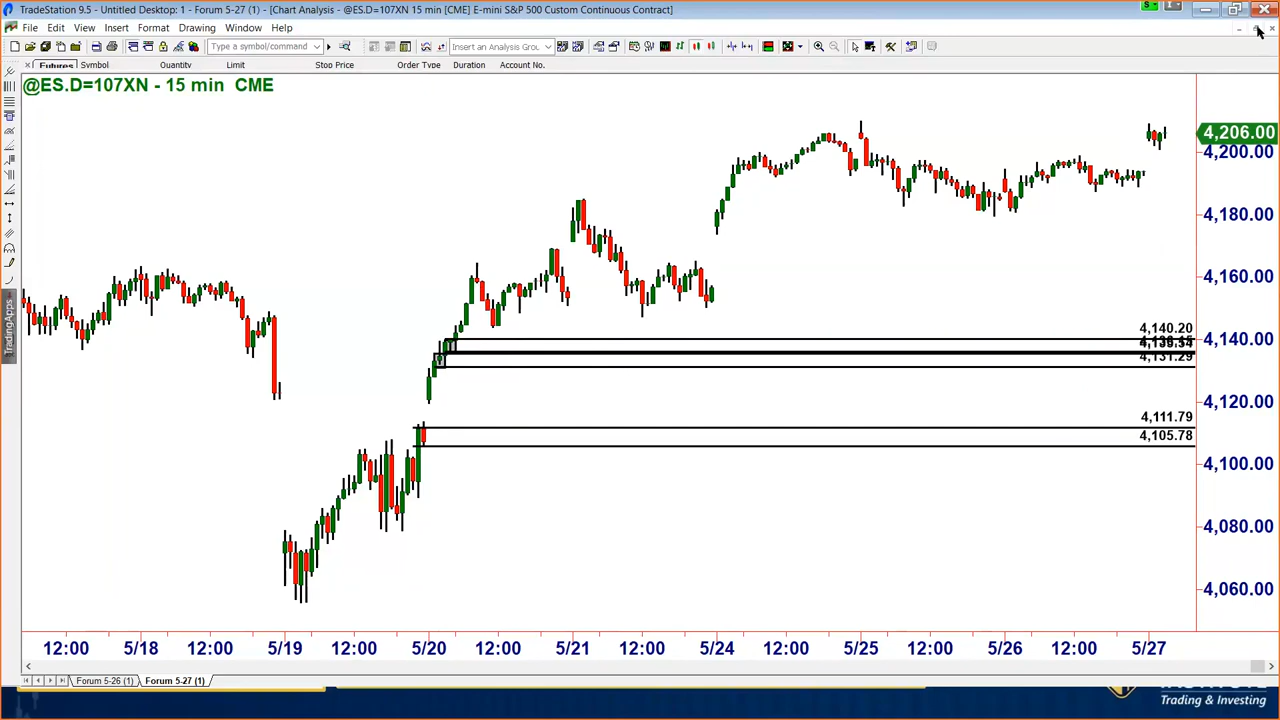 TradeStation 9.5 - Untitled Desktop: 1 - Forum 5-27 (1) - [Chart Analysis - @ES.D=107XN 15 min [CME] E-mini S&P 500 Custom Continuous Contract]
File Edit View Insert Format Drawing Window Help
Type a symbol/command Insert an Analysis Grou
Futures Symbol Quantity Limit Stop Price Order Type Duration Account No.
@ES.D=107XN - 15 min CME
4,206.00
4,200.00
4,180.00
4,160.00
4,140.20
4,140.00
4,131.29
4,120.00
4,111.79
4,105.78
4,100.00
4,080.00
4,060.00
TradingApps
12:00 5/18 12:00 5/19 12:00 5/20 12:00 5/21 12:00 5/24 12:00 5/25 12:00 5/26 12:00 5/27
Forum 5-26 (1) Forum 5-27 (1)
Trading & Investing